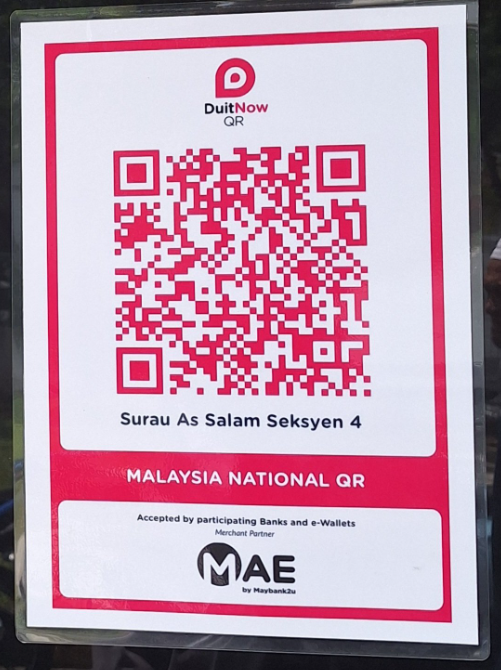 DuitNow
QR
Surau As Salam Seksyen 4
MALAYSIA NATIONAL QR
Accepted by participating Banks and e-Wallets
Merchant Partner
MAE
by Maybank2u